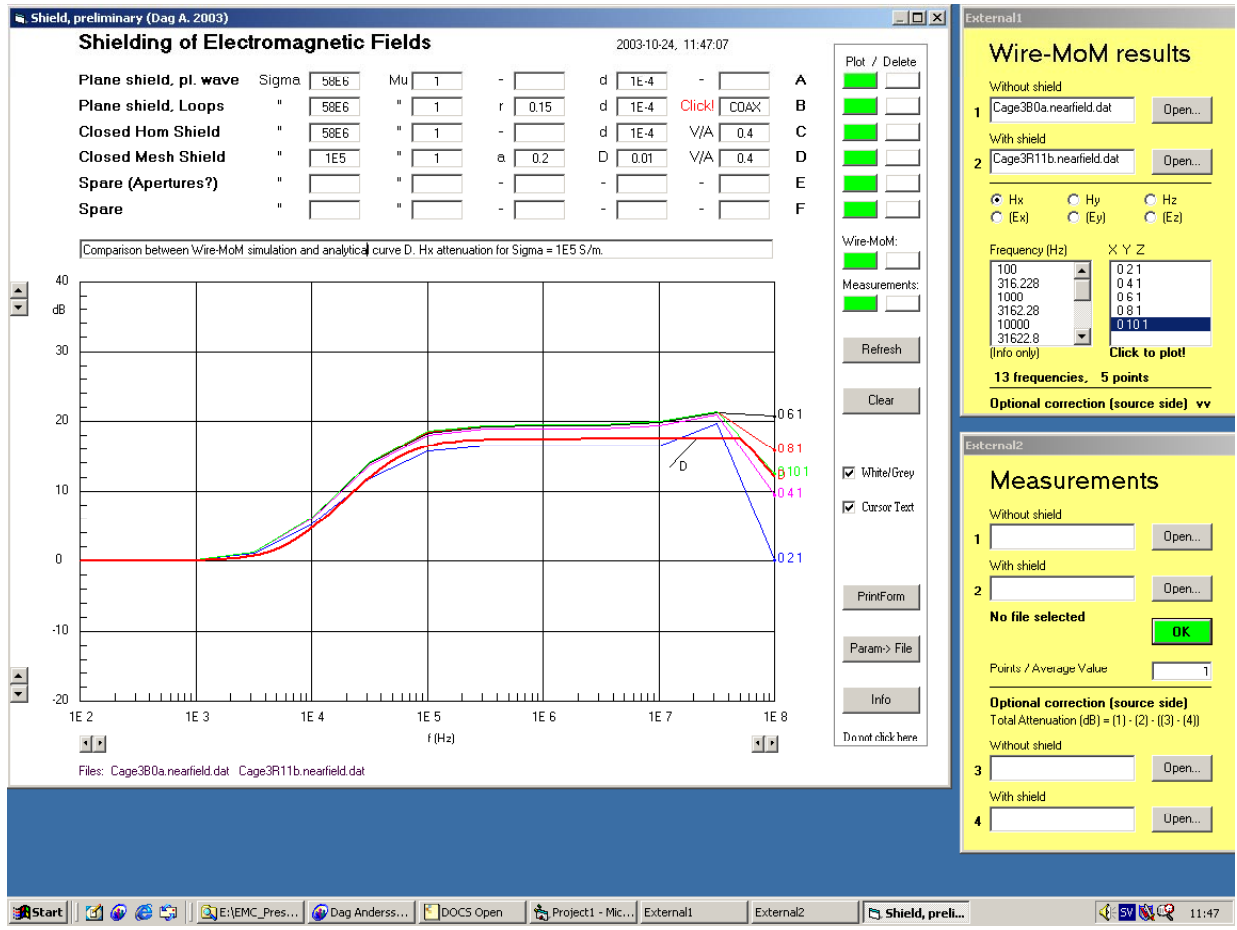 Shield, preliminary (Dag A. 2003)
Shielding of Electromagnetic Fields
2003-10-24, 11:47:07
Plane shield, pl. wave Sigma 58E6 Mu 1 - d 1E-4 - A
Plane shield, Loops " 58E6 " 1 r 0.15 d 1E-4 Click! COAX B
Closed Hom Shield " 58E6 " 1 - d 1E-4 V/A 0.4 C
Closed Mesh Shield " 1E5 " 1 a 0.2 D 0.01 V/A 0.4 D
Spare (Apertures?) " " - - - E
Spare " " - - - F
Comparison between Wire-MoM simulation and analytical curve D. Hx attenuation for Sigma = 1E5 S/m.
40
dB
30
20
10
0
-10
-20
1E 2 1E 3 1E 4 1E 5 1E 6 1E 7 1E 8
f (Hz)
0 6 1
0 8 1
D
0 10 1
D
0 4 1
0 2 1
Files: Cage3B0a.nearfield.dat Cage3R11b.nearfield.dat
Plot / Delete
Wire-MoM:
Measurements:
Refresh
Clear
White/Grey
Cursor Text
PrintForm
Param-> File
Info
Do not click here
External1
Wire-MoM results
Without shield
1 Cage3B0a.nearfield.dat Open...
With shield
2 Cage3R11b.nearfield.dat Open...
Hx Hy Hz
(Ex) (Ey) (Ez)
Frequency (Hz) X Y Z
100 0 2 1
316.228 0 4 1
1000 0 6 1
3162.28 0 8 1
10000 0 10 1
31622.8
(Info only) Click to plot!
13 frequencies, 5 points
Optional correction (source side) vv
External2
Measurements
Without shield
1 Open...
With shield
2 Open...
No file selected
OK
Points / Average Value 1
Optional correction (source side)
Total Attenuation (dB) = (1) - (2) - ((3) - (4))
Without shield
3 Open...
With shield
4 Open...
Start E:\EMC_Pres... Dag Anderss... DOCS Open Project1 - Mic... External1 External2 Shield, preli... SV 11:47